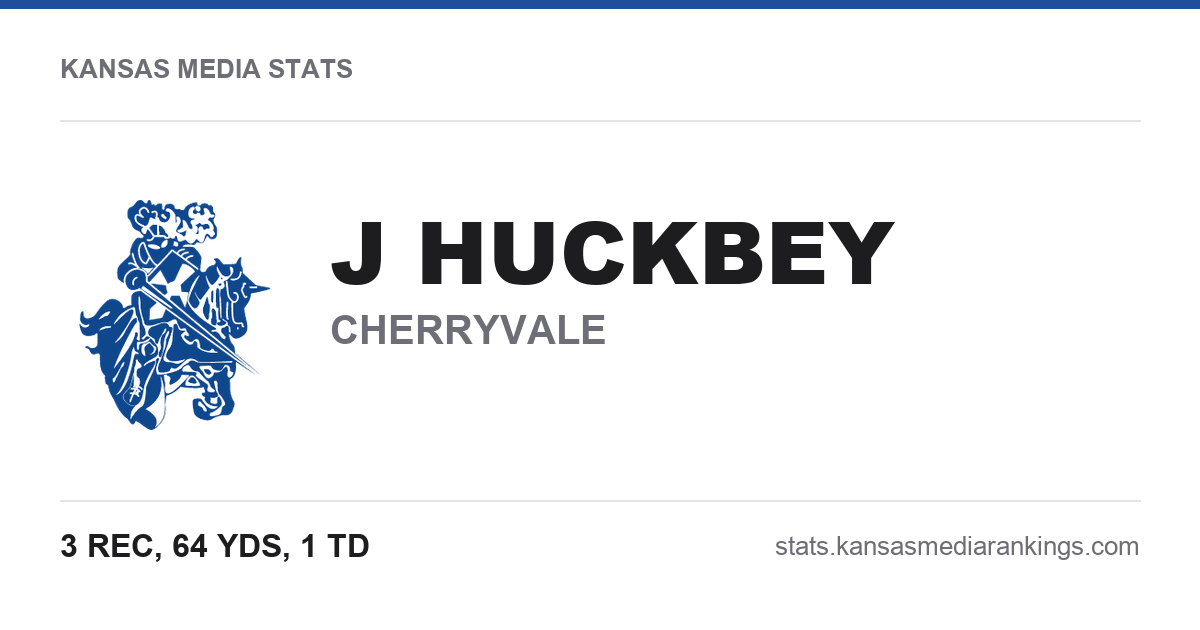 KANSAS MEDIA STATS
J HUCKBEY
CHERRYVALE
3 REC, 64 YDS, 1 TD
stats.kansasmediarankings.com